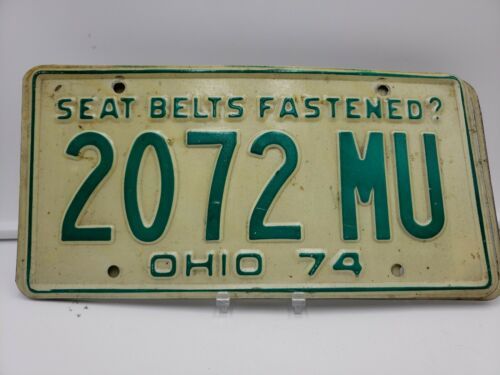 SEAT BELTS FASTENED?
2072 MU
OHIO 74